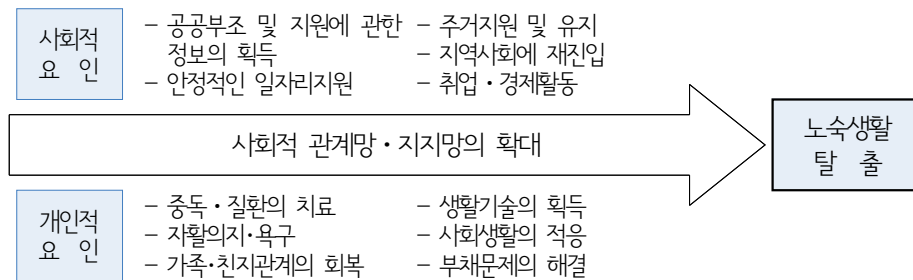 사회적
요 인
– 공공부조 및 지원에 관한
정보의 획득
– 안정적인 일자리지원
– 주거지원 및 유지
– 지역사회에 재진입
– 취업・경제활동
사회적 관계망・지지망의 확대
노숙생활
탈 출
개인적
요 인
– 중독・질환의 치료
– 자활의지·욕구
– 가족·친지관계의 회복
– 생활기술의 획득
– 사회생활의 적응
– 부채문제의 해결